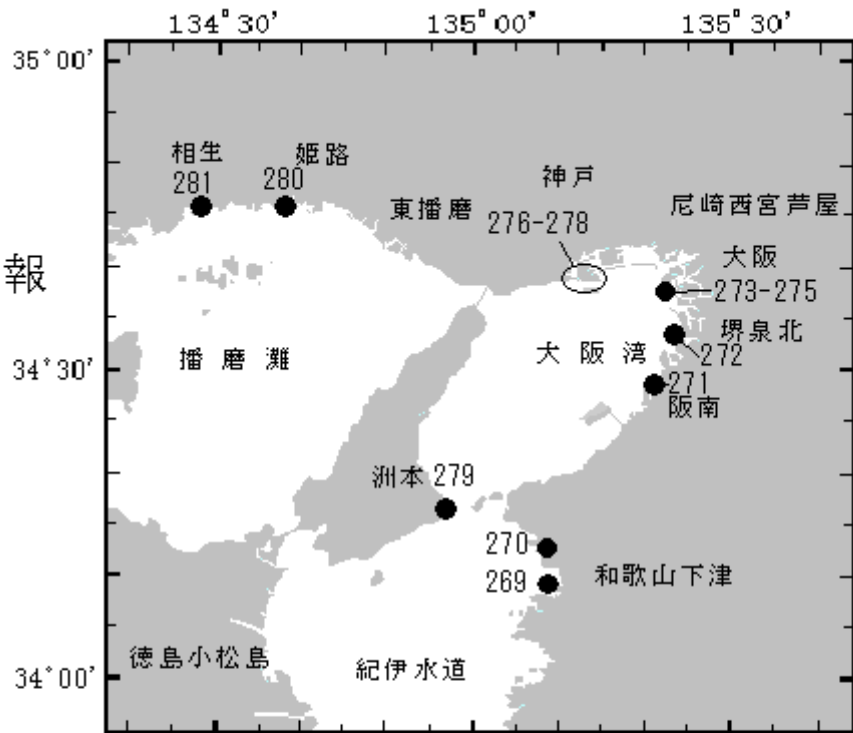 134°30' 135°00' 135°30'
35°00'
相生
281
姫路
280
神戸
276-278
東播磨
尼崎西宮芦屋
報
大阪
273-275
堺泉北
272
播磨灘
大阪湾
34°30'
271
阪南
洲本 279
270
269
和歌山下津
徳島小松島
紀伊水道
34°00'